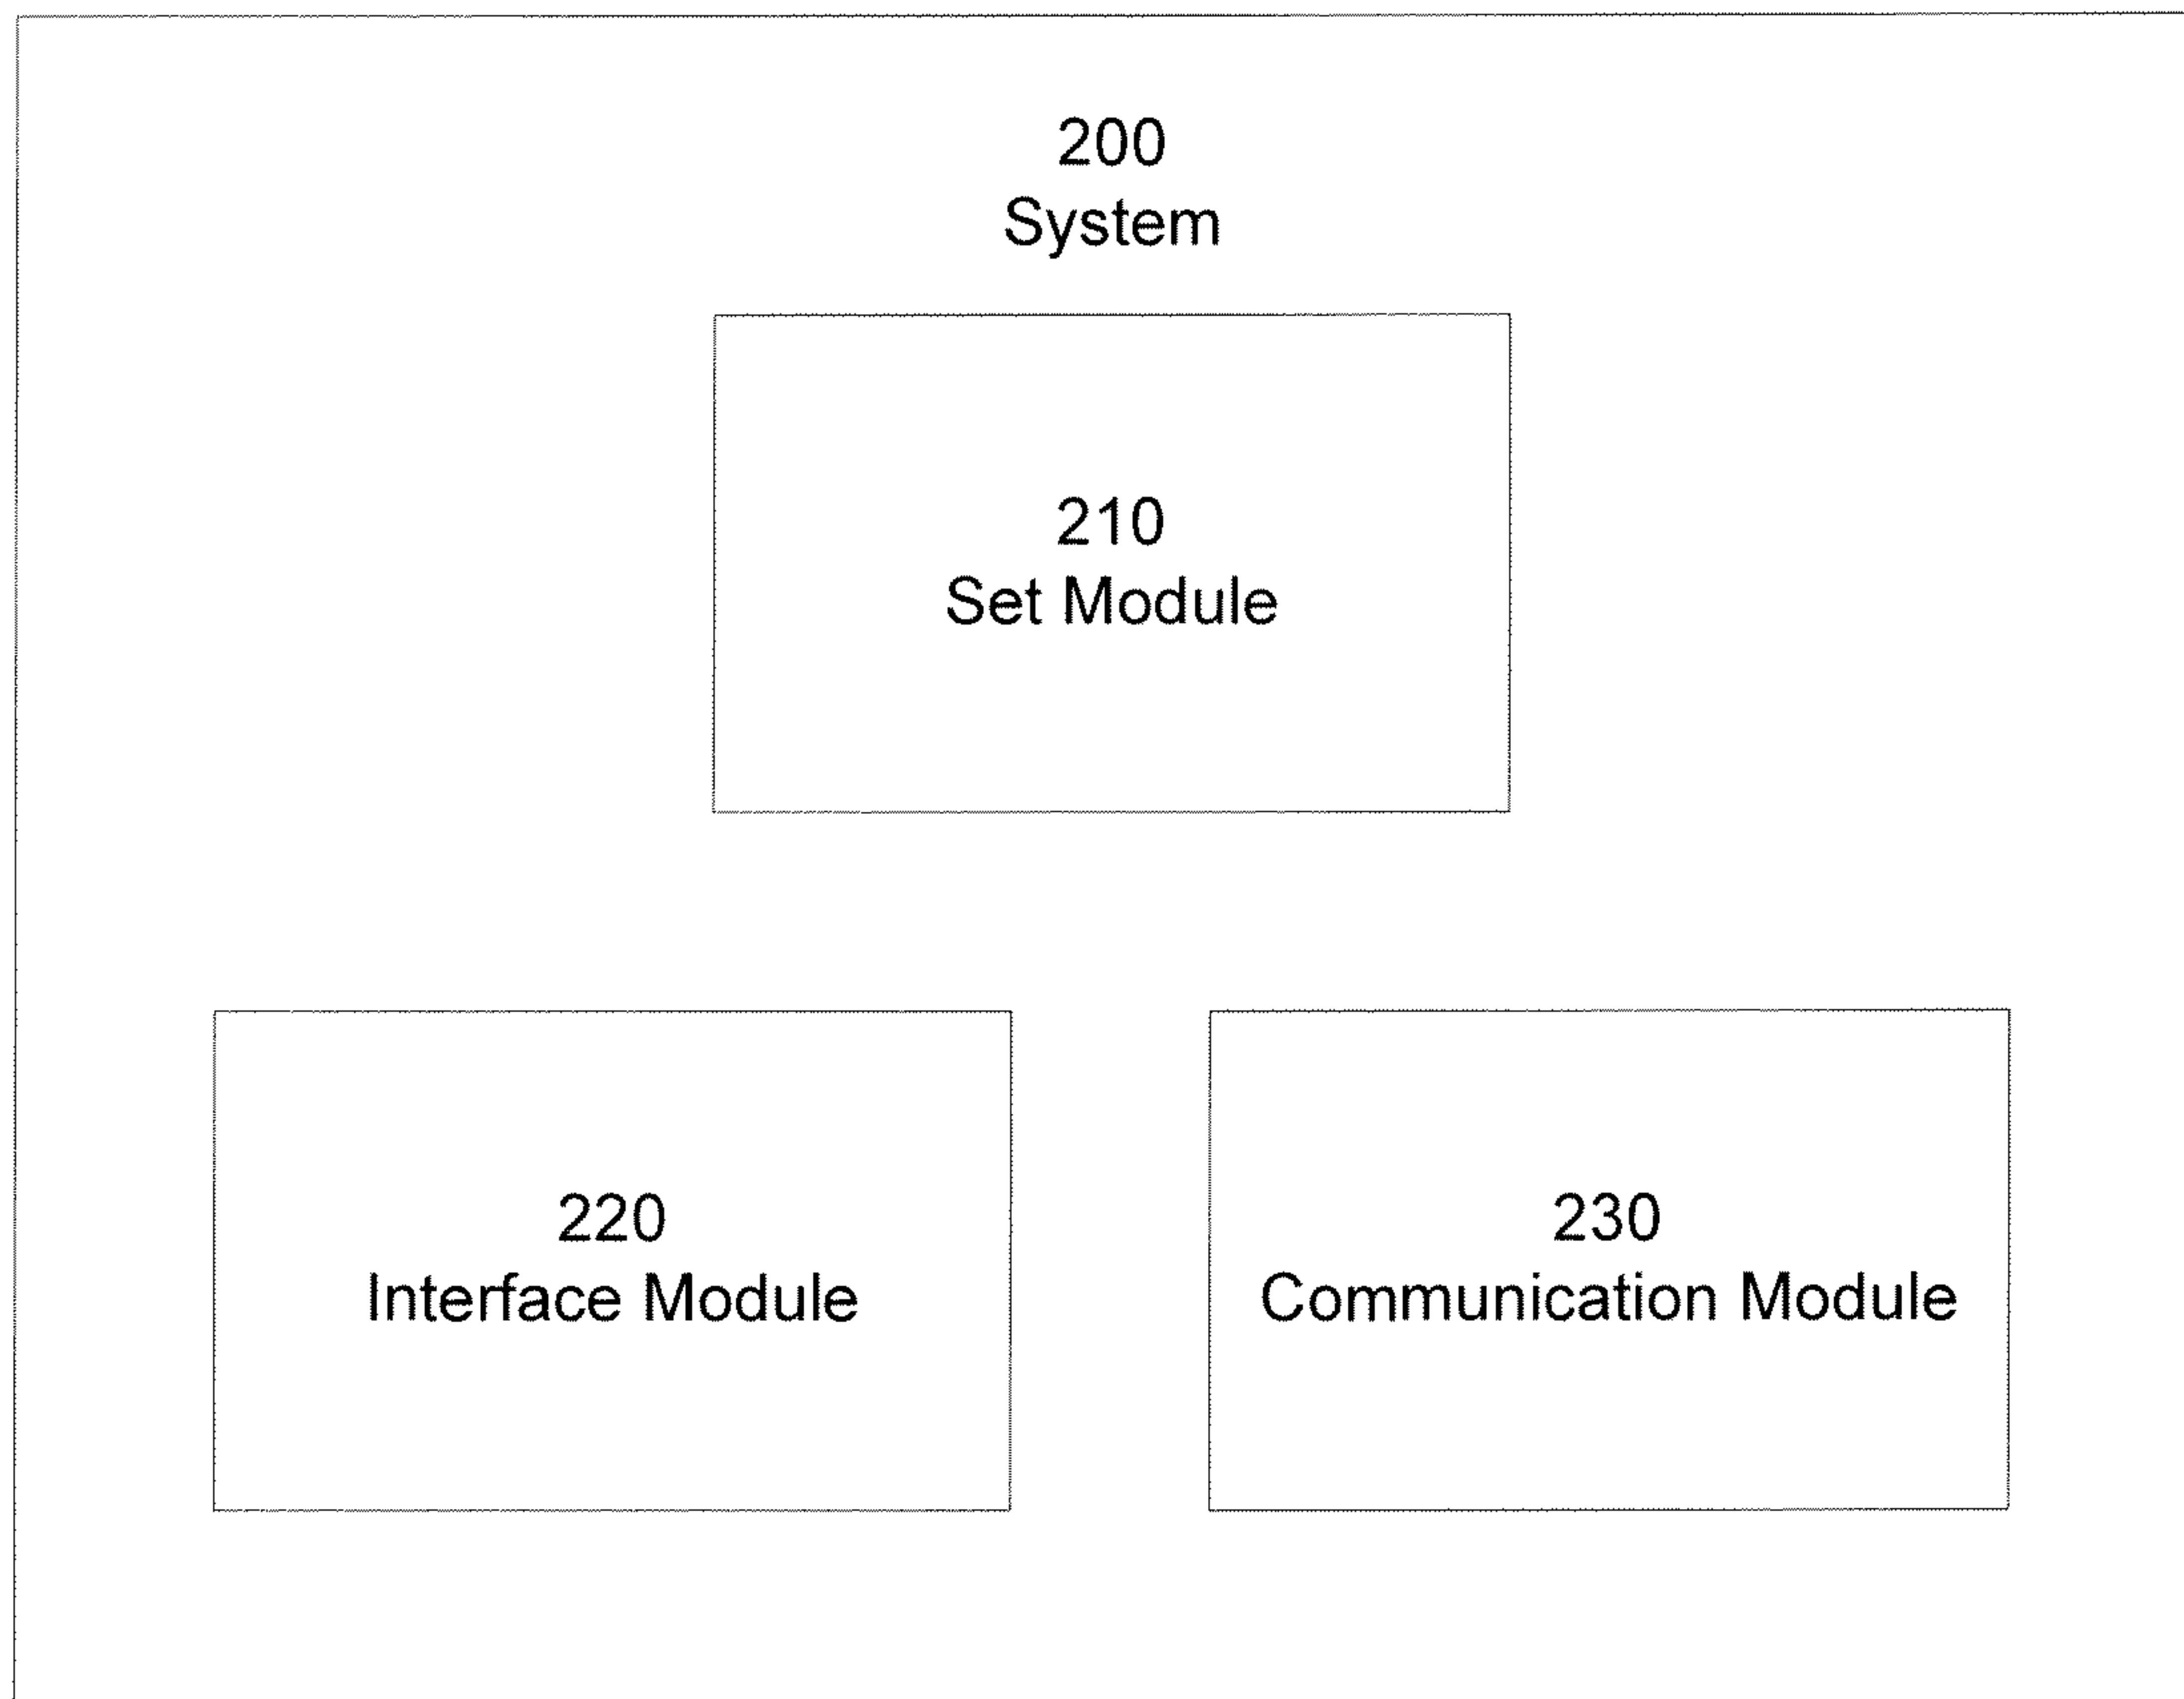 200
System
210
Set Module
220
Interface Module
230
Communication Module